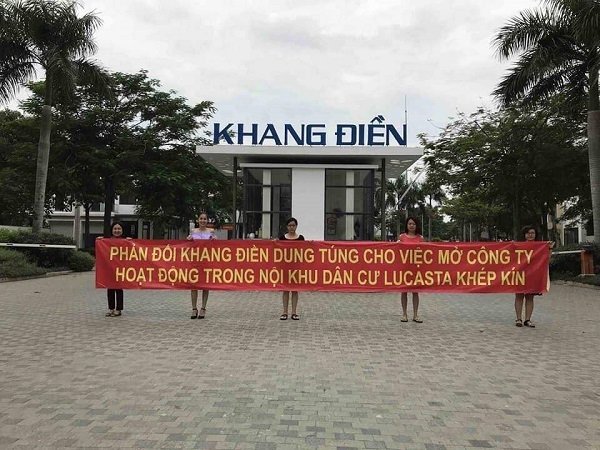 KHANG ĐIỀN
PHẢN ĐỐI KHANG ĐIỀN DUNG TÚNG CHO VIỆC MỞ CÔNG TY
HOẠT ĐỘNG TRONG NỘI KHU DÂN CƯ LUCASTA KHÉP KÍN